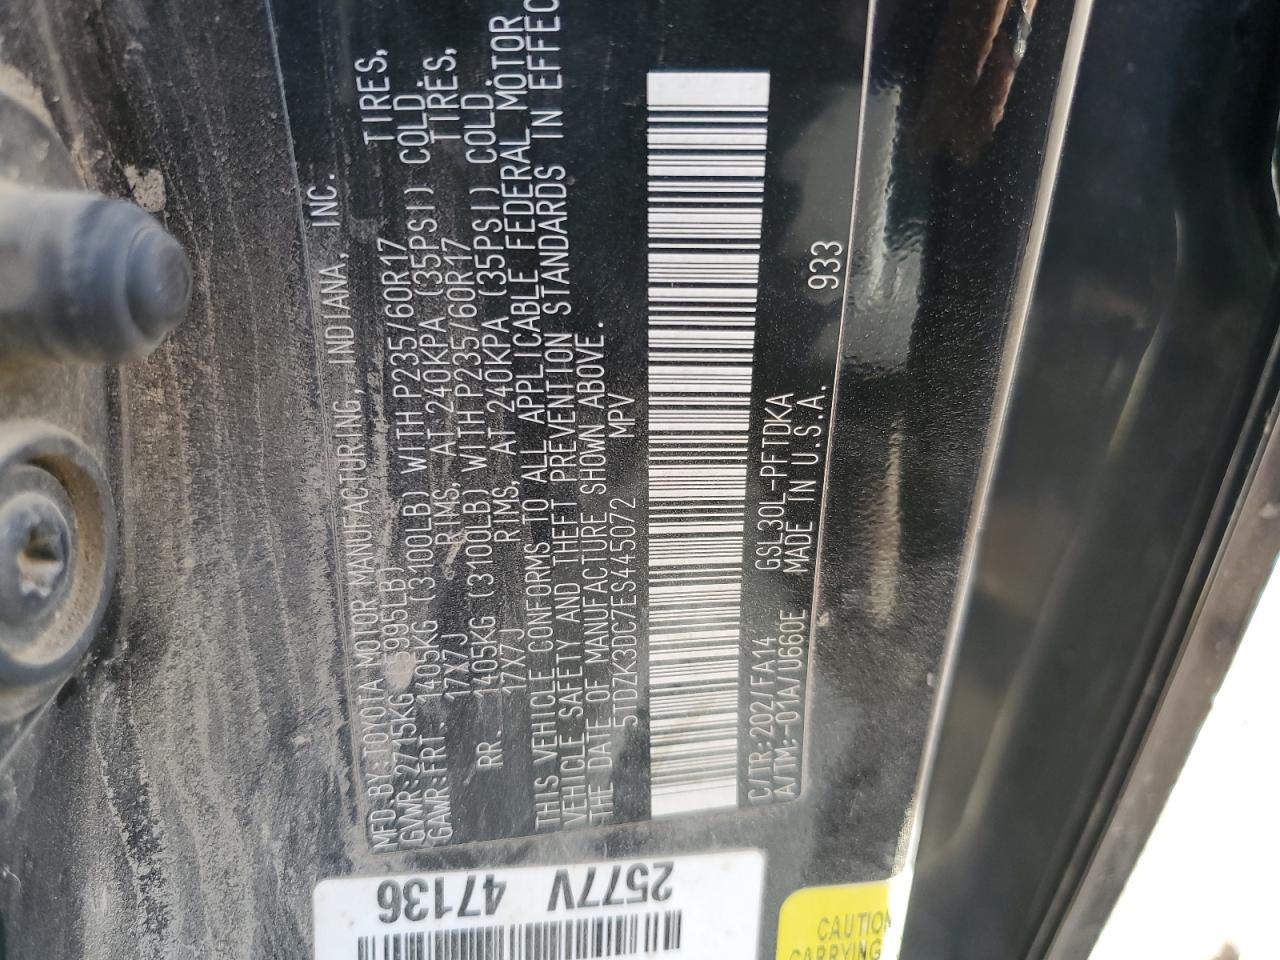 MFD.BY:TOYOTA MOTOR MANUFACTURING, INDIANA, INC.
GVWR:2715KG 5995LB)
GAWR:FRT. 1405KG (3100LB) WITH P235/60R17 TIRES,
17X7J RIMS, AT 240KPA (35PSI) COLD.
RR. 1405KG (3100LB) WITH P235/60R17 TIRES,
17X7J RIMS, AT 240KPA (35PSI) COLD.
THIS VEHICLE CONFORMS TO ALL APPLICABLE FEDERAL MOTOR
VEHICLE SAFETY AND THEFT PREVENTION STANDARDS IN EFFEC
THE DATE OF MANUFACTURE SHOWN ABOVE.
5TDZK3DC7ES445072 MPV
C/TR:202/FA14 GSL30L-PFTDKA
A/TM:-01A/U660E MADE IN U.S.A. 933
2577V
47136
CAUTION
CARRYING